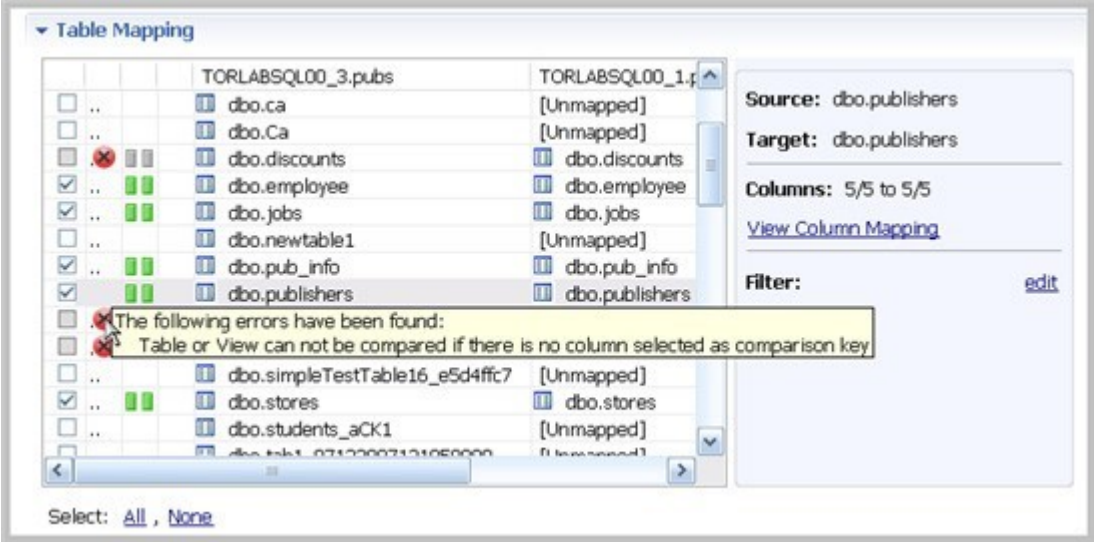 Table Mapping
TORLABSQL00_3.pubs TORLABSQL00_1.p
dbo.ca [Unmapped]
dbo.Ca [Unmapped]
dbo.discounts dbo.discounts
.. dbo.employee dbo.employee
.. dbo.jobs dbo.jobs
.. dbo.newtable1 [Unmapped]
.. dbo.pub_info dbo.pub_info
dbo.publishers dbo.publishers
The following errors have been found:
Table or View can not be compared if there is no column selected as comparison key
.. dbo.simpleTestTable16_e5d4ffc7 [Unmapped]
.. dbo.stores dbo.stores
.. dbo.students_aCK1 [Unmapped]
[Unmapped]
Select: All , None
Source: dbo.publishers
Target: dbo.publishers
Columns: 5/5 to 5/5
View Column Mapping
Filter: edit